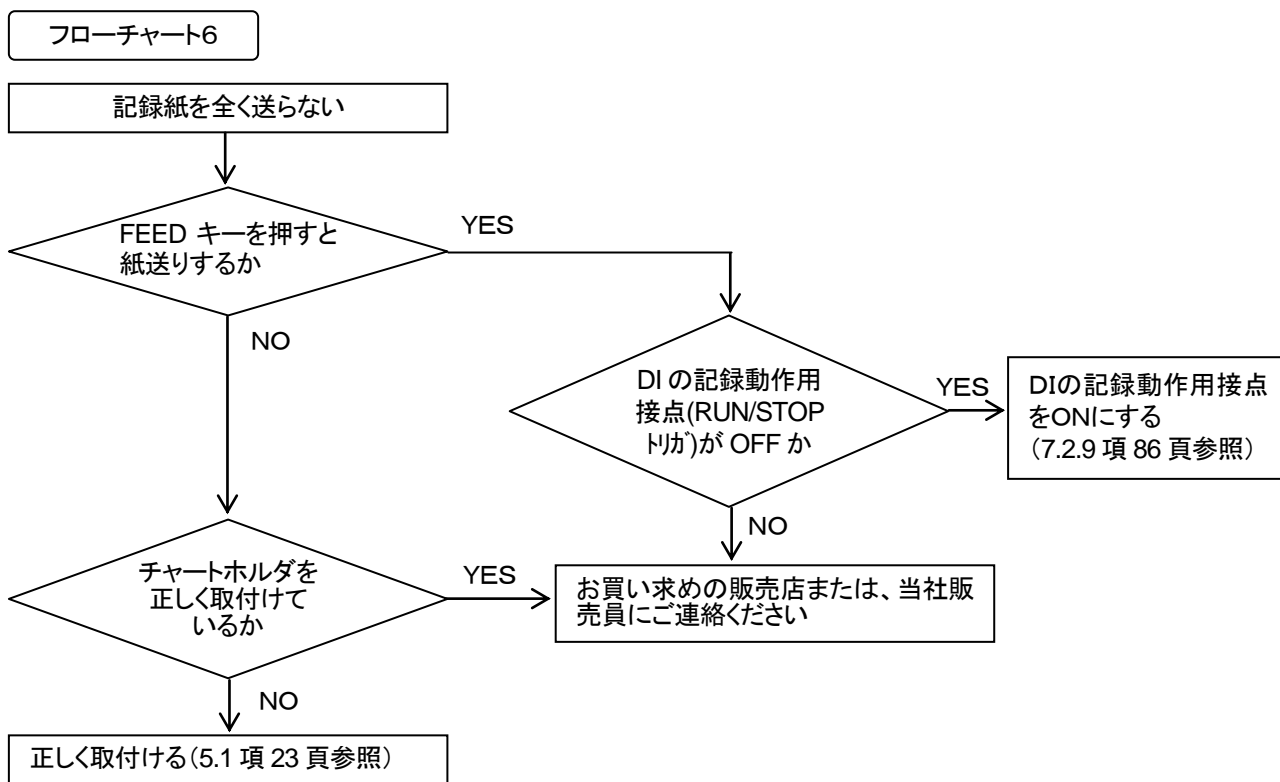 フローチャート6
記録紙を全く送らない
FEED キーを押すと
紙送りするか
YES
NO
DI の記録動作用
接点(RUN/STOP
ﾄﾘｶﾞ)が OFF か
YES
DIの記録動作用接点
をONにする
（7.2.9 項 86 頁参照）
NO
チャートホルダを
正しく取付けて
いるか
YES
お買い求めの販売店または、当社販
売員にご連絡ください
NO
正しく取付ける（5.1 項 23 頁参照）